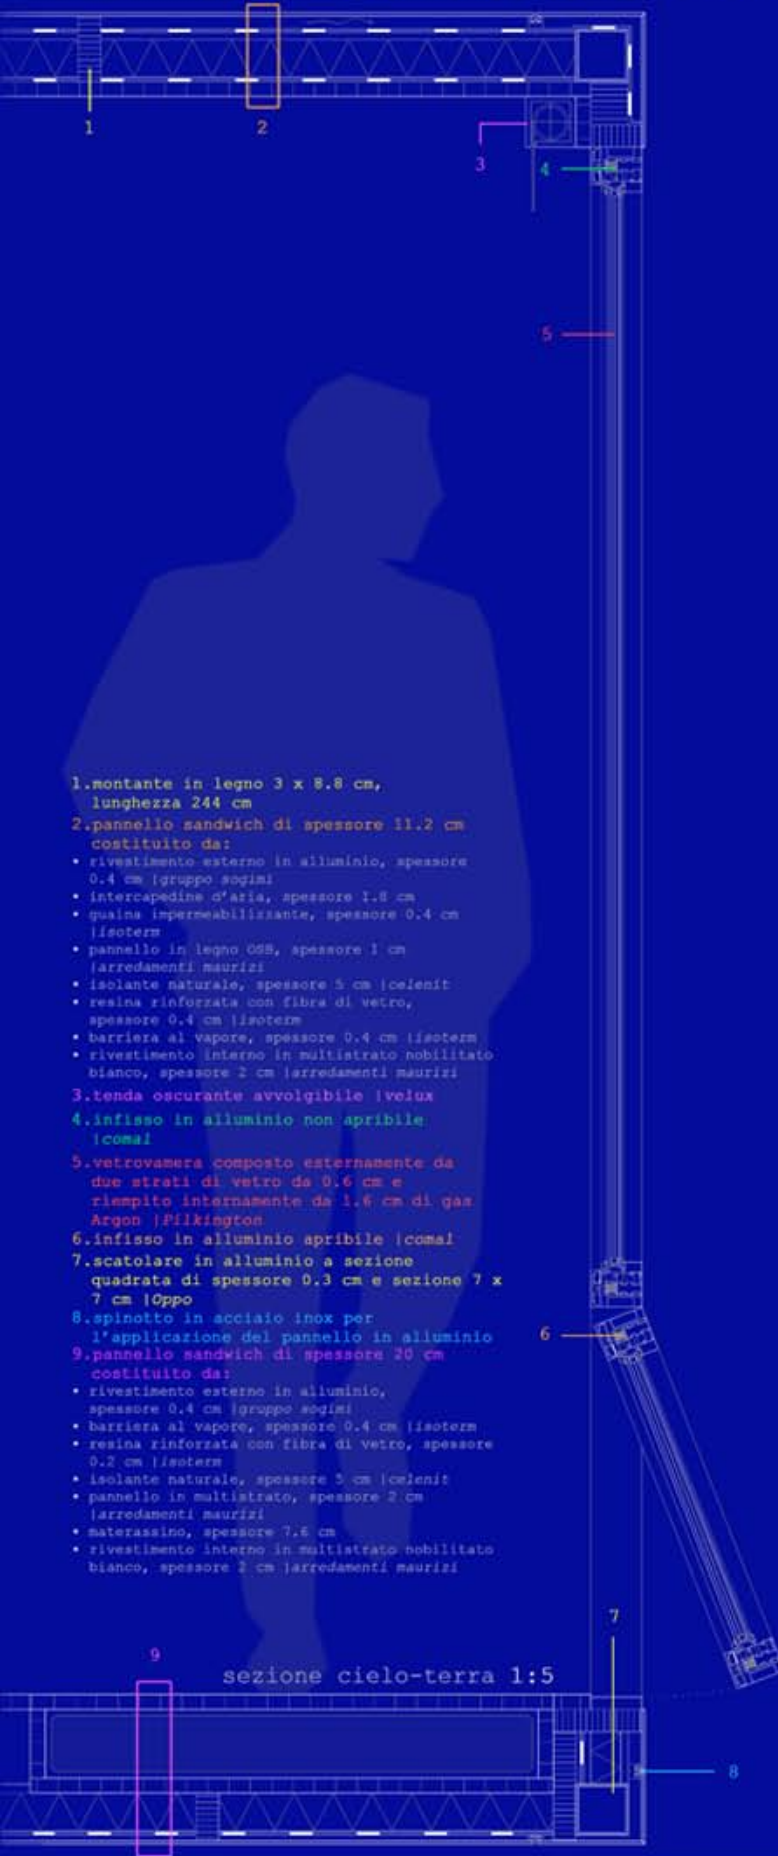 1
2
3
4
5
1.montante in legno 3 x 8.8 cm,
lunghezza 244 cm
2.pannello sandwich di spessore 11.2 cm
costituito da:
• rivestimento esterno in alluminio, spessore
0.4 cm |gruppo sogimi
• intercapedine d'aria, spessore 1.8 cm
• guaina impermeabilizzante, spessore 0.4 cm
|isoterm
• pannello in legno OSB, spessore 1 cm
|arredamenti maurizi
• isolante naturale, spessore 5 cm |celenit
• resina rinforzata con fibra di vetro,
spessore 0.4 cm |isoterm
• barriera al vapore, spessore 0.4 cm |isoterm
• rivestimento interno in multistrato nobilitato
bianco, spessore 2 cm |arredamenti maurizi
3.tenda oscurante avvolgibile |velux
4.infisso in alluminio non apribile
|comal
5.vetrovamera composto esternamente da
due strati di vetro da 0.6 cm e
riempito internamente da 1.6 cm di gas
Argon |Pilkington
6.infisso in alluminio apribile |comal
7.scatolare in alluminio a sezione
quadrata di spessore 0.3 cm e sezione 7 x
7 cm |Oppo
8.spinotto in acciaio inox per
l'applicazione del pannello in alluminio
9.pannello sandwich di spessore 20 cm
costituito da:
• rivestimento esterno in alluminio,
spessore 0.4 cm |gruppo sogimi
• barriera al vapore, spessore 0.4 cm |isoterm
• resina rinforzata con fibra di vetro, spessore
0.2 cm |isoterm
• isolante naturale, spessore 5 cm |celenit
• pannello in multistrato, spessore 2 cm
|arredamenti maurizi
• materassino, spessore 7.6 cm
• rivestimento interno in multistrato nobilitato
bianco, spessore 2 cm |arredamenti maurizi
6
7
9
sezione cielo-terra 1:5
8